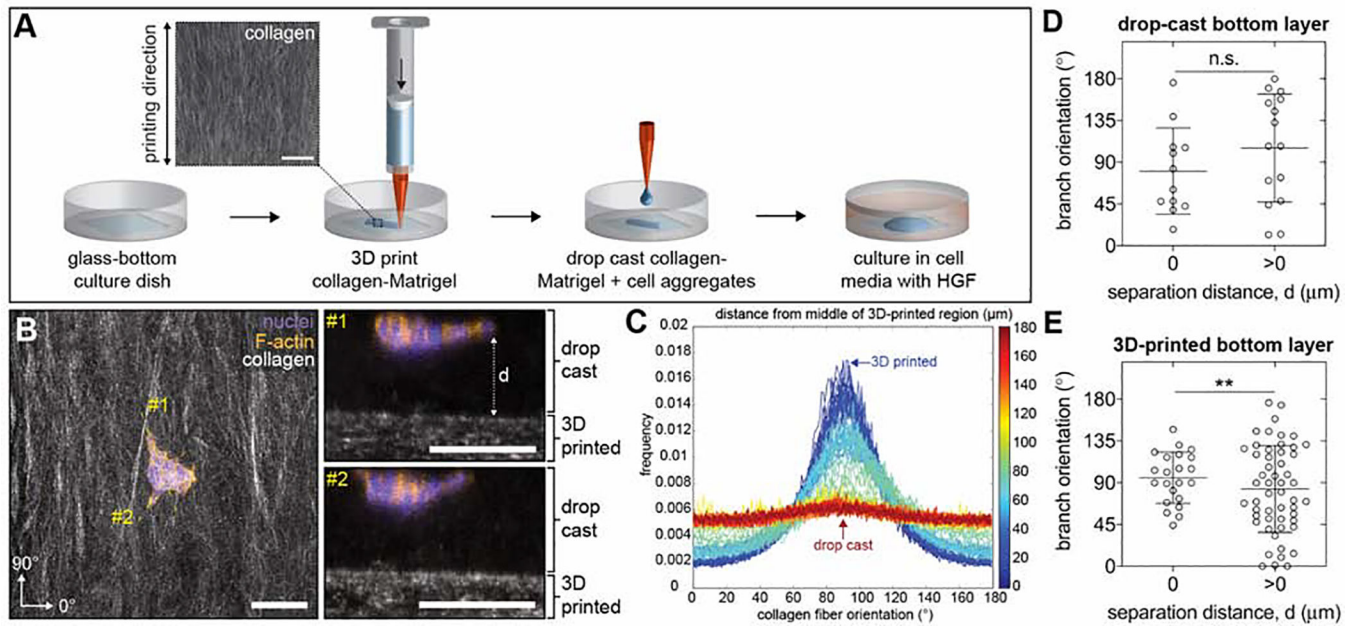 A
printing direction
collagen
glass-bottom
culture dish
3D print
collagen-Matrigel
drop cast collagen-
Matrigel + cell aggregates
culture in cell
media with HGF
B
nuclei
F-actin
collagen
#1
#2
90°
0°
#1
d
drop
cast
3D
printed
#2
drop
cast
3D
printed
C
distance from middle of 3D-printed region (µm)
0.02
0.018
0.016
0.014
0.012
0.01
0.008
0.006
0.004
0.002
0
frequency
3D printed
drop cast
0 20 40 60 80 100 120 140 160 180
collagen fiber orientation (°)
180
160
140
120
100
80
60
40
20
0
D
drop-cast bottom layer
n.s.
branch orientation (°)
180
135
90
45
0
0 >0
separation distance, d (µm)
E
3D-printed bottom layer
**
branch orientation (°)
180
135
90
45
0
0 >0
separation distance, d (µm)